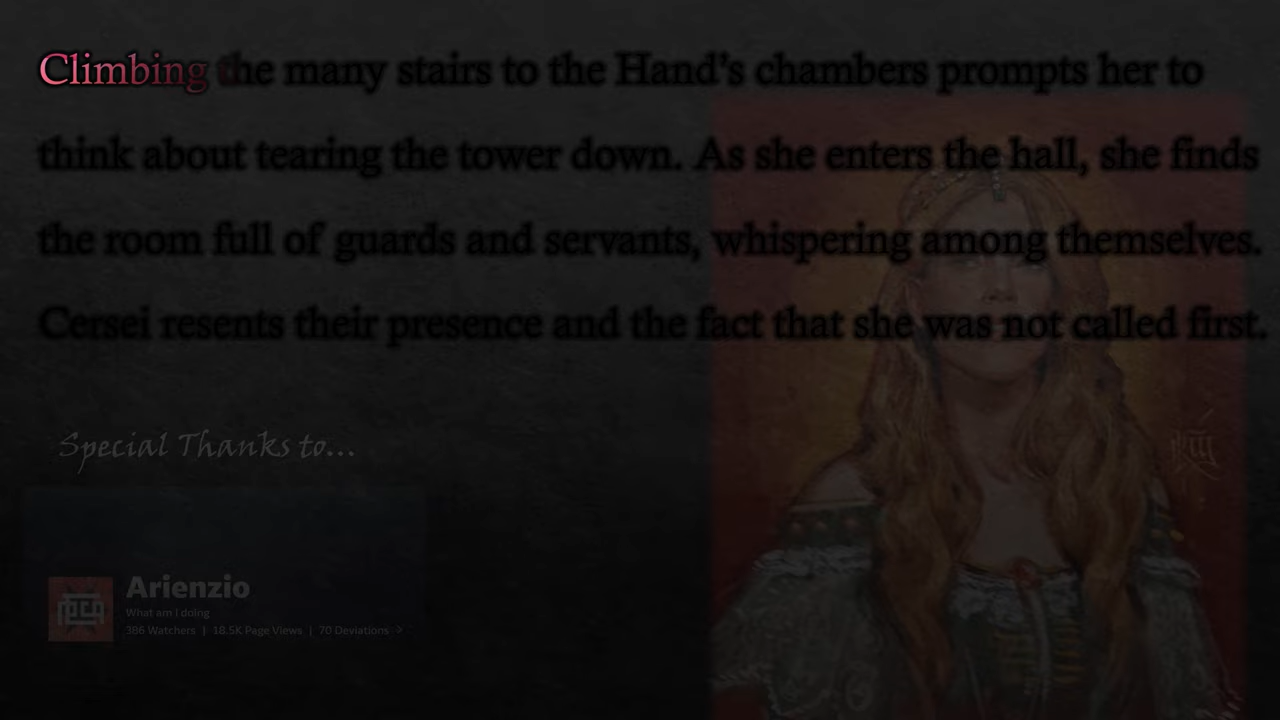 Climbing the many stairs to the Hand's chambers prompts her to
think about tearing the tower down. As she enters the hall, she finds
the room full of guards and servants, whispering among themselves.
Cersei resents their presence and the fact that she was not called first.
Special Thanks to...
Arienzio
What am I doing
386 Watchers | 18.5K Page Views | 70 Deviations >